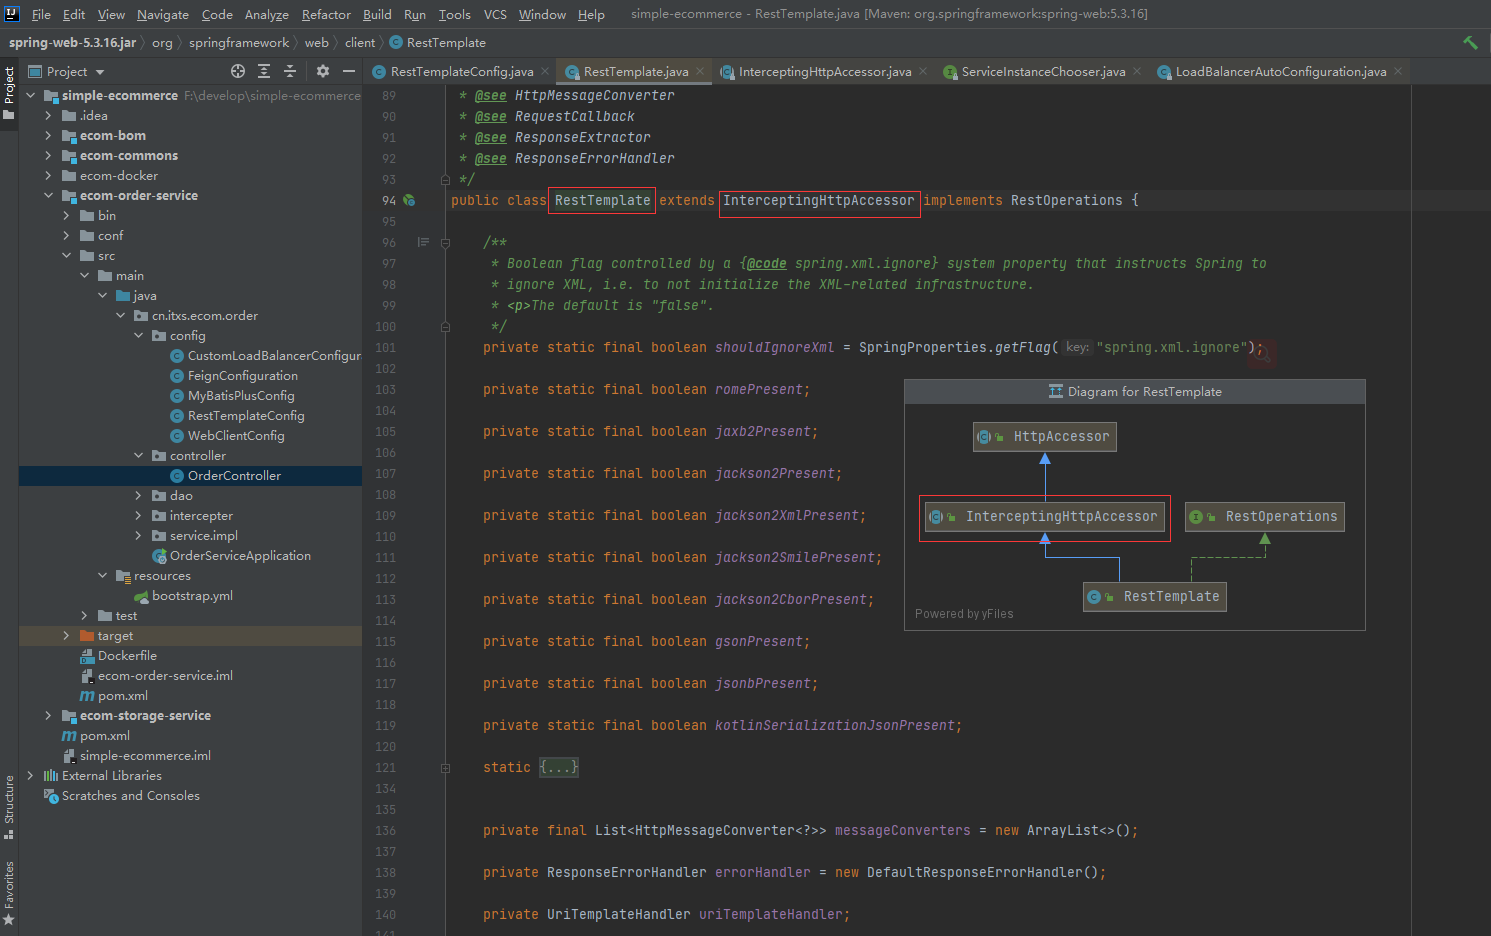 File Edit View Navigate Code Analyze Refactor Build Run Tools VCS Window Help simple-ecommerce - RestTemplate.java [Maven: org.springframework:spring-web:5.3.16]
spring-web-5.3.16.jar org springframework web client RestTemplate
Project
RestTemplateConfig.java RestTemplate.java InterceptingHttpAccessor.java ServiceInstanceChooser.java LoadBalancerAutoConfiguration.java
Project
Structure
Favorites
simple-ecommerce F:\develop\simple-ecommerce
.idea
ecom-bom
ecom-commons
ecom-docker
ecom-order-service
bin
conf
src
main
java
cn.itxs.ecom.order
config
CustomLoadBalancerConfigur
FeignConfiguration
MyBatisPlusConfig
RestTemplateConfig
WebClientConfig
controller
OrderController
dao
intercepter
service.impl
OrderServiceApplication
resources
bootstrap.yml
test
target
Dockerfile
ecom-order-service.iml
pom.xml
ecom-storage-service
pom.xml
simple-ecommerce.iml
External Libraries
Scratches and Consoles
89 * @see HttpMessageConverter
90 * @see RequestCallback
91 * @see ResponseExtractor
92 * @see ResponseErrorHandler
93 */
94 public class RestTemplate extends InterceptingHttpAccessor implements RestOperations {
95
96 /**
97 * Boolean flag controlled by a {@code spring.xml.ignore} system property that instructs Spring to
98 * ignore XML, i.e. to not initialize the XML-related infrastructure.
99 * <p>The default is "false".
100 */
101 private static final boolean shouldIgnoreXml = SpringProperties.getFlag( key: "spring.xml.ignore");
102
103 private static final boolean romePresent;
104
105 private static final boolean jaxb2Present;
106
107 private static final boolean jackson2Present;
108
109 private static final boolean jackson2XmlPresent;
110
111 private static final boolean jackson2SmilePresent;
112
113 private static final boolean jackson2CborPresent;
114
115 private static final boolean gsonPresent;
116
117 private static final boolean jsonbPresent;
118
119 private static final boolean kotlinSerializationJsonPresent;
120
121 static {...}
134
135
136 private final List<HttpMessageConverter<?>> messageConverters = new ArrayList<>();
137
138 private ResponseErrorHandler errorHandler = new DefaultResponseErrorHandler();
139
140 private UriTemplateHandler uriTemplateHandler;
141
Diagram for RestTemplate
HttpAccessor
InterceptingHttpAccessor RestOperations
RestTemplate
Powered by yFiles